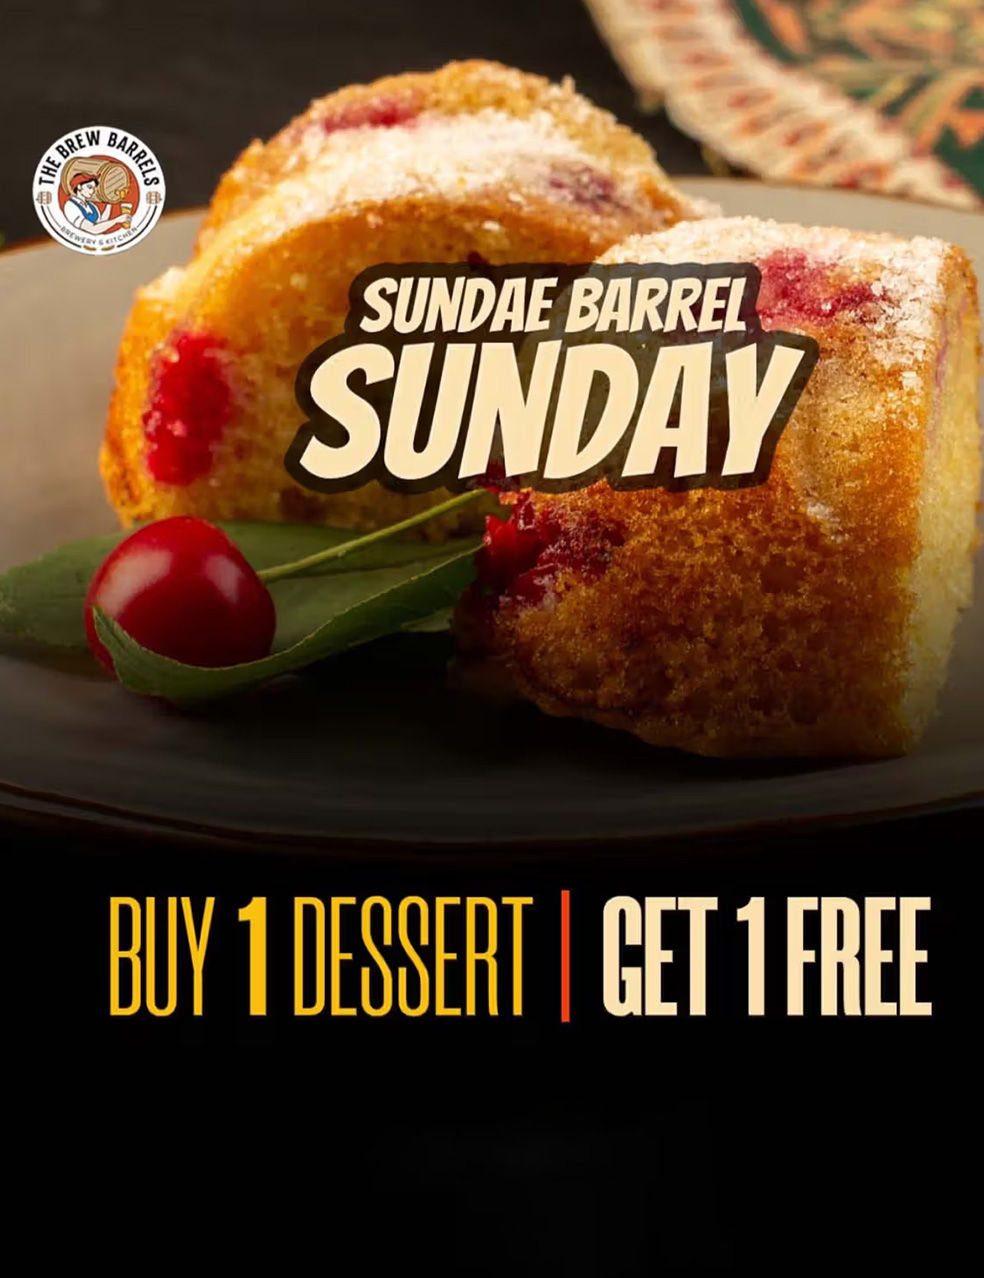 THE BREW BARRELS
BREWERY & KITCHEN
SUNDAE BARREL
SUNDAY
BUY 1 DESSERT | GET 1 FREE